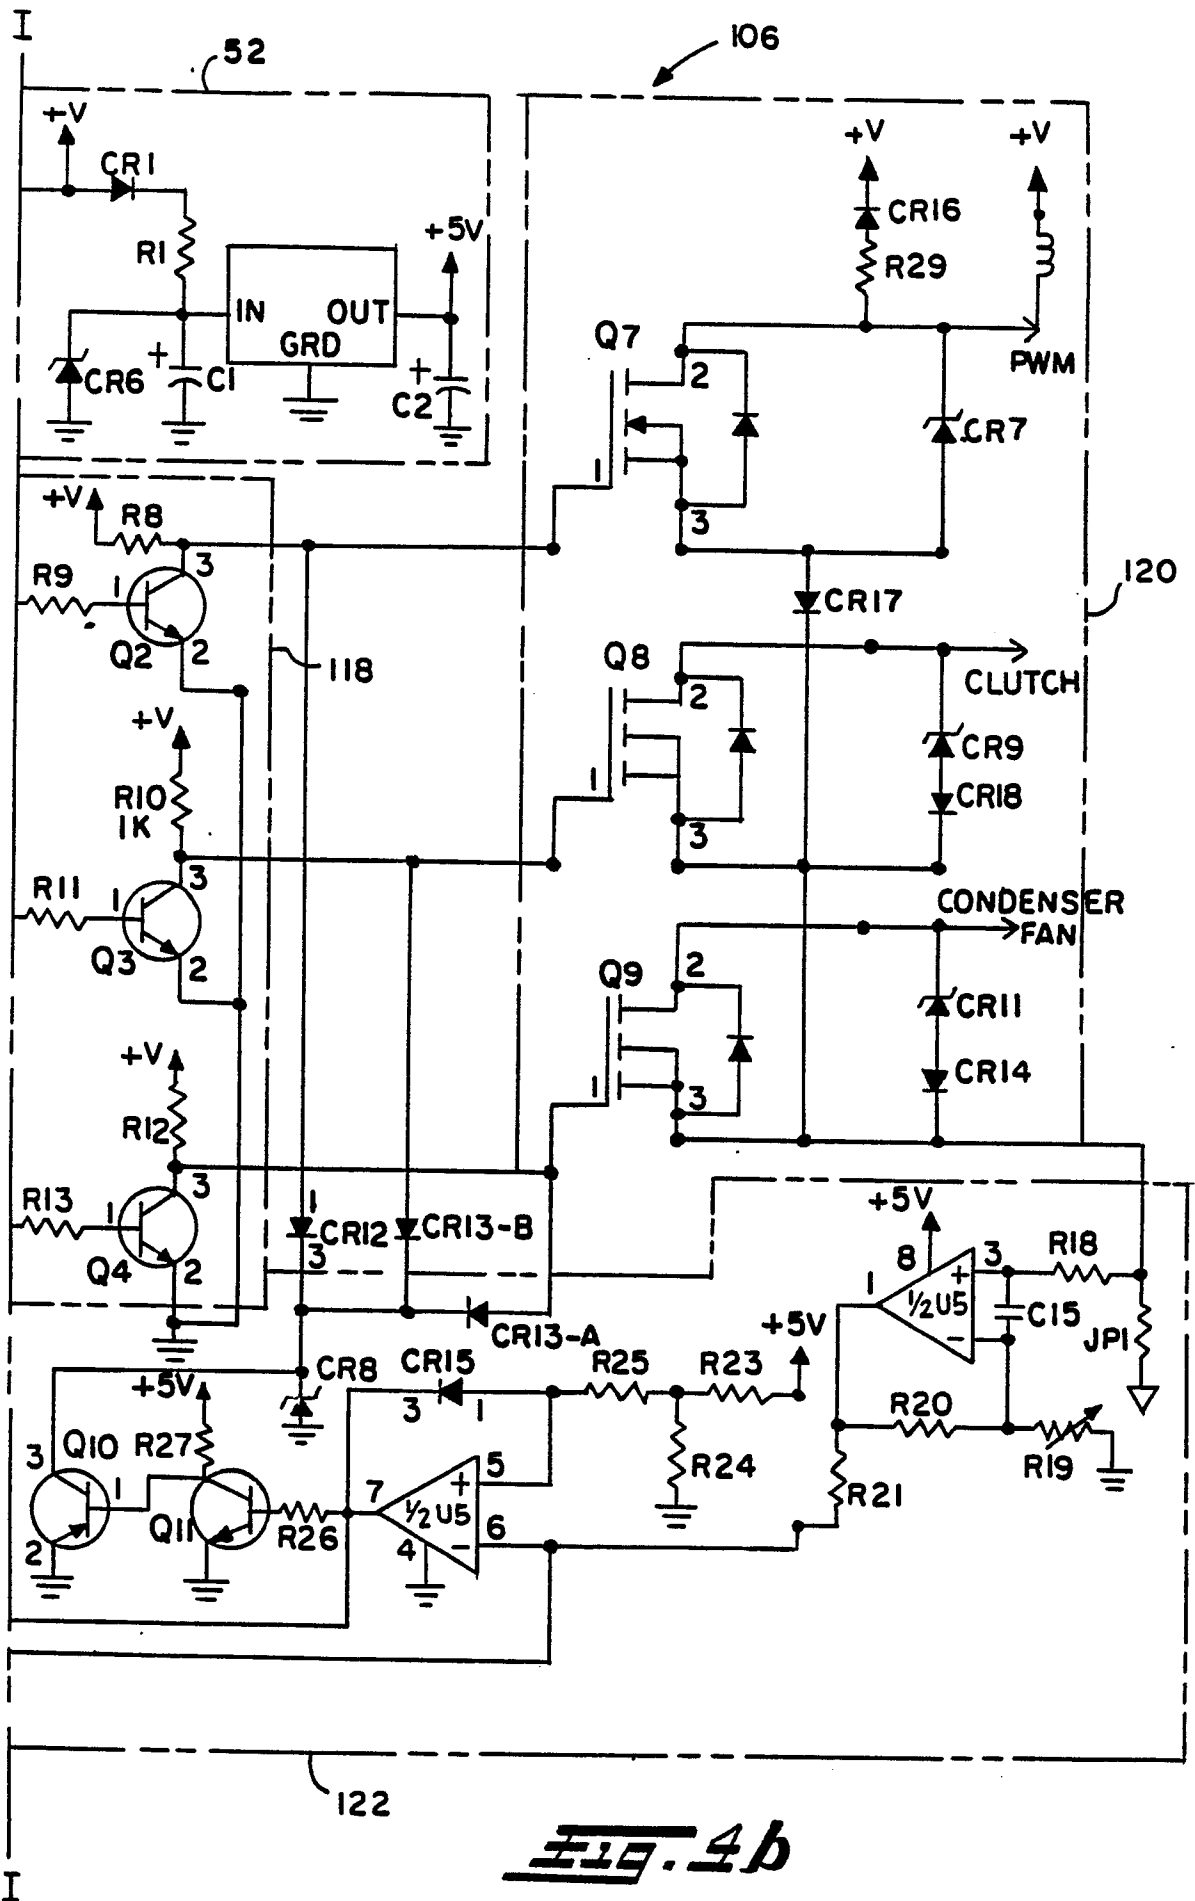 I
52
106
+V
CR1
R1
+5V
IN
OUT
GRD
+
CR6
C1
+
C2
+V
+V
CR16
R29
PWM
Q7
2
1
3
CR7
+V
R8
3
R9
1
Q2
2
118
CR17
120
Q8
2
1
3
CLUTCH
CR9
CR18
+V
R10
1K
3
R11
1
Q3
2
CONDENSER
FAN
Q9
2
1
3
CR11
CR14
+V
R12
3
R13
1
Q4
2
1
CR12
3
CR13-B
CR13-A
+5V
8
3
1
+
½ U5
-
R18
C15
JP1
+5V
CR8
CR15
3
1
R25
R23
R20
R19
+5V
R27
Q10
3
1
2
Q11
R26
7
5
+
½ U5
6
-
4
R24
R21
122
Fig. 4b
I